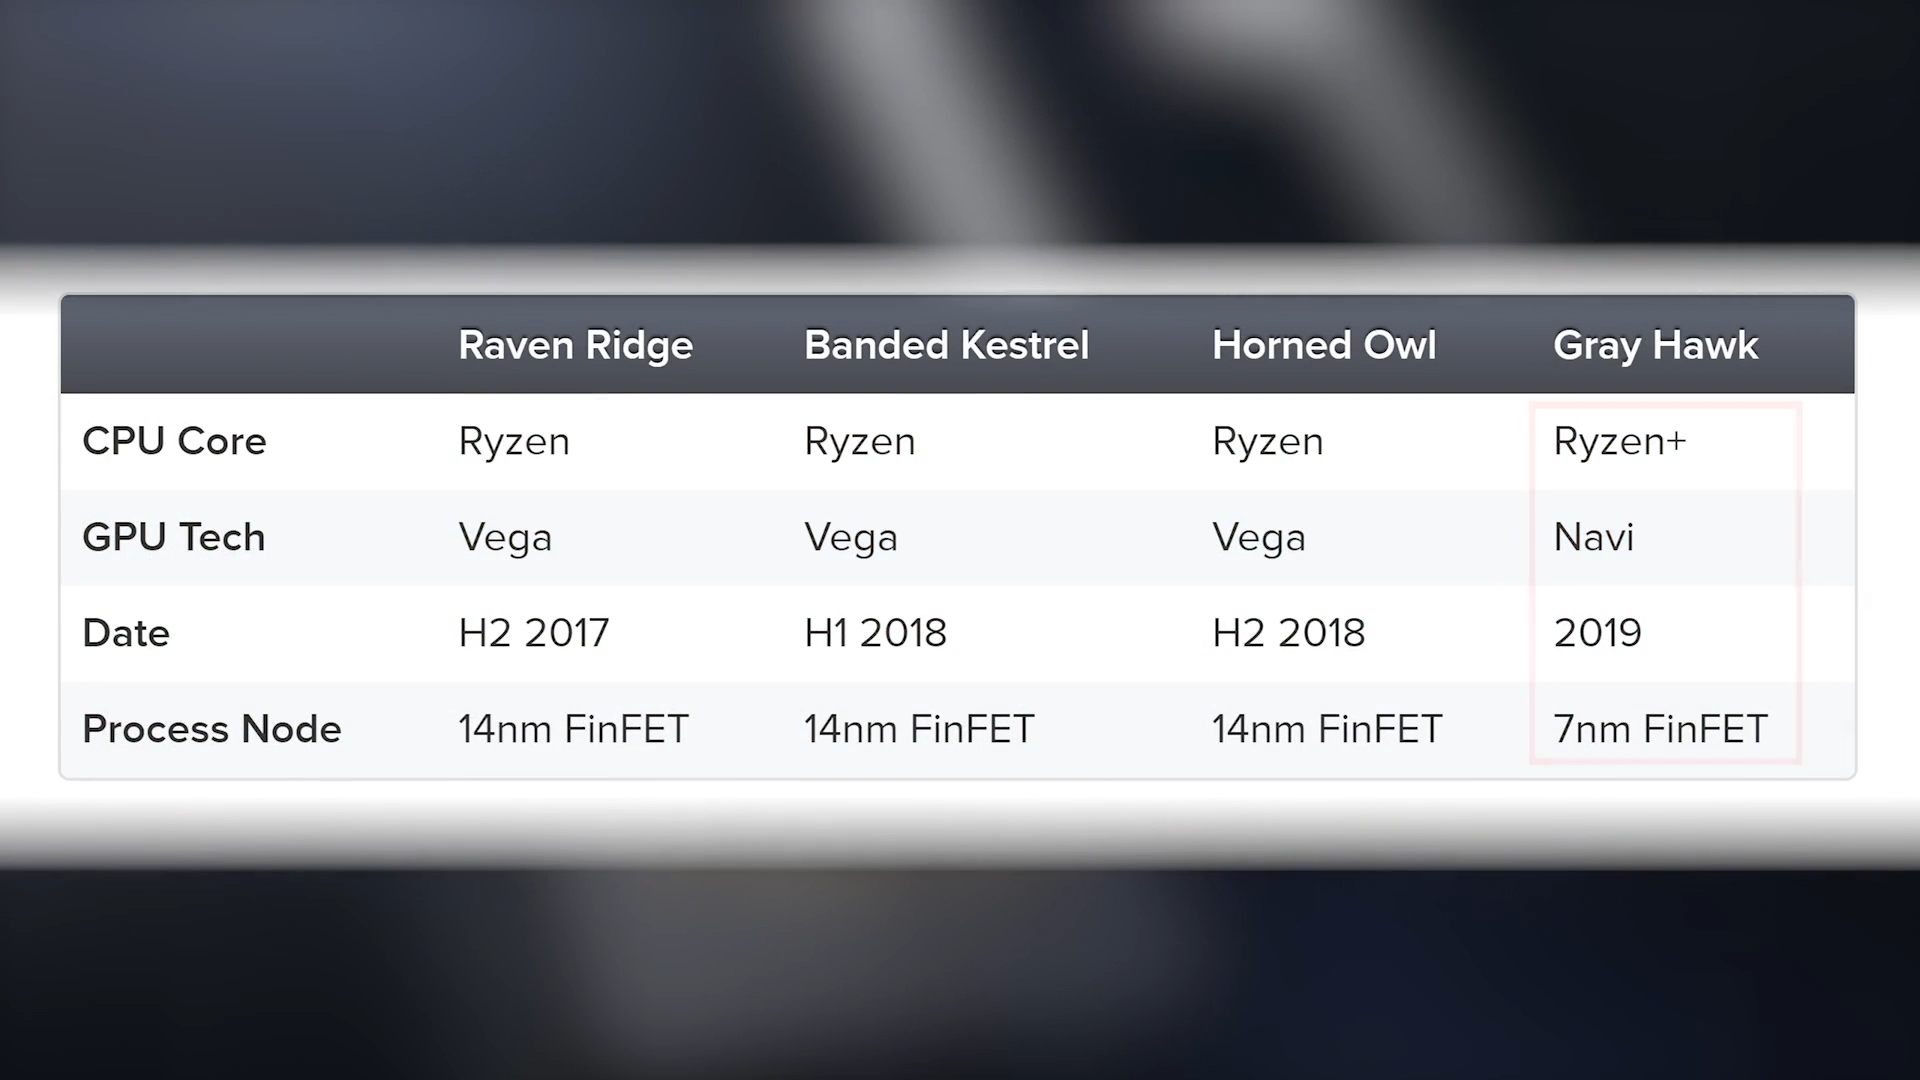 Raven Ridge Banded Kestrel Horned Owl Gray Hawk
CPU Core Ryzen Ryzen Ryzen Ryzen+
GPU Tech Vega Vega Vega Navi
Date H2 2017 H1 2018 H2 2018 2019
Process Node 14nm FinFET 14nm FinFET 14nm FinFET 7nm FinFET